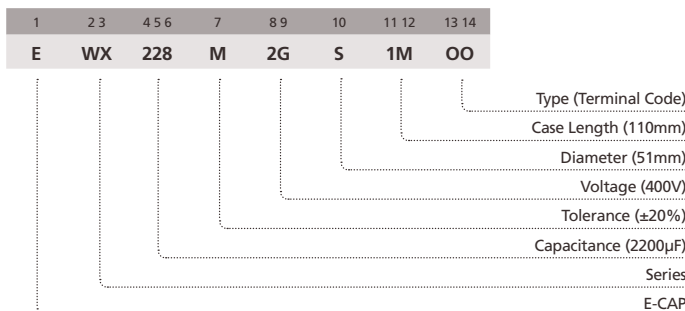 1 2 3 4 5 6 7 8 9 10 11 12 13 14
E WX 228 M 2G S 1M OO
Type (Terminal Code)
Case Length (110mm)
Diameter (51mm)
Voltage (400V)
Tolerance (±20%)
Capacitance (2200µF)
Series
E-CAP